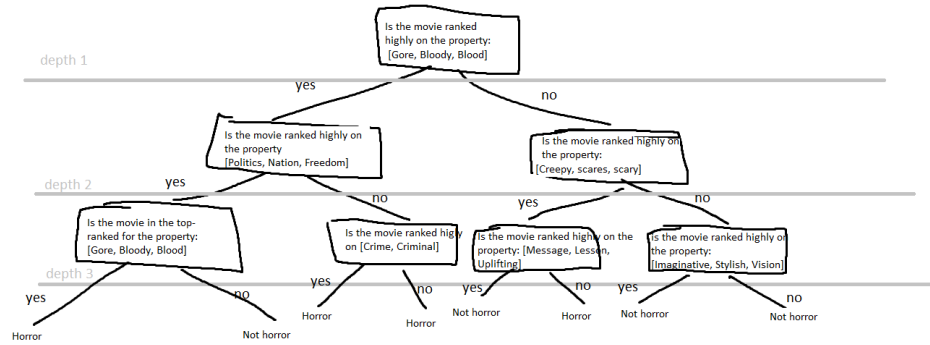 Is the movie ranked
highly on the property:
[Gore, Bloody, Blood]
depth 1
yes
no
Is the movie ranked highly on
the property
[Politics, Nation, Freedom]
Is the movie ranked highly on
the property:
[Creepy, scares, scary]
depth 2
yes
no
yes
no
Is the movie in the top-
ranked for the property:
[Gore, Bloody, Blood]
Is the movie ranked higly
on [Crime, Criminal]
Is the movie ranked highly on the
property: [Message, Lesson,
Uplifting]
Is the movie ranked highly on
the property:
[Imaginative, Stylish, Vision]
depth 3
yes
no
yes
no
yes
no
yes
no
Horror
Not horror
Horror
Horror
Not horror
Horror
Not horror
Not horror